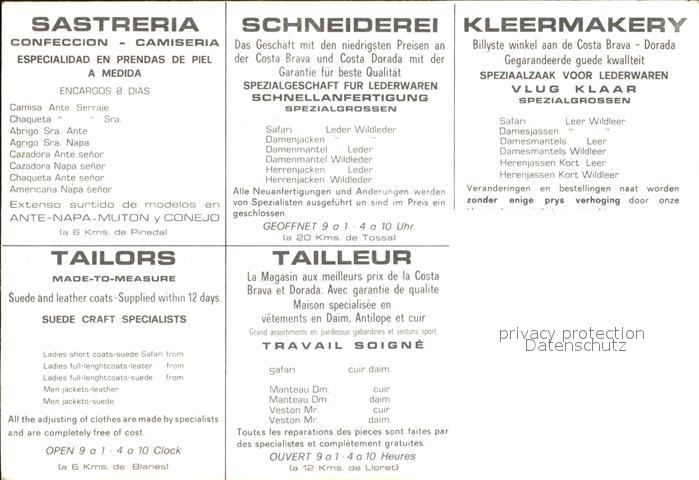 SASTRERIA
CONFECCION - CAMISERIA
ESPECIALIDAD EN PRENDAS DE PIEL
A MEDIDA
ENCARGOS 8 DIAS
Camisa Ante Serraje
Chaqueta " " Sra.
Abrigo Sra. Ante
Agrigo Sra. Napa
Cazadora Ante señor
Cazadora Napa señor
Chaqueta Ante señor
Americana Napa señor
Extenso surtido de modelos en
ANTE-NAPA-MUTON y CONEJO
(a 6 Kms. de Pineda)
SCHNEIDEREI
Das Geschaft mit den niedrigsten Preisen an
der Costa Brava und Costa Dorada mit der
Garantie für beste Qualität
SPEZIALGESCHAFT FUR LEDERWAREN
SCHNELLANFERTIGUNG
SPEZIALGROSSEN
Safari Leder Wildleder
Damenjacken " "
Damenmantel Leder
Damenmantel Wildleder
Herrenjacken Leder
Herrenjacken Wildleder
Alle Neuanfertigungen und Anderungen werden
von Spezialisten ausgeführt un sind im Preis ein
geschlossen.
GEOFFNET 9 a 1 - 4 a 10 Uhr
(a 20 Kms. de Tossa)
KLEERMAKERY
Billyste winkel aan de Costa Brava - Dorada
Gegarandeerde guede kwallteit
SPEZIAALZAAK VOOR LEDERWAREN
VLUG KLAAR
SPEZIALGROSSEN
Safari Leer Wildleer
Damesjassen " "
Damesmantels Leer
Damesmantels Wildleer
Herenjassen Kort Leer
Herenjassen Kort Wildleer
Veranderingen en bestellingen naat worden
zonder enige prys verhoging door onze
TAILORS
MADE-TO-MEASURE
Suede and leather coats-Supplied within 12 days
SUEDE CRAFT SPECIALISTS
Ladies short coats-suede Safari from
Ladies full-lenghtcoats-leater from
Ladies full-lenghtcoats-suede from
Men jackets-leather
Men jackets-suede
All the adjusting of clothes are made by specialists
and are completely free of cost.
OPEN 9 a 1 - 4 a 10 Clock
(a 6 Kms. de Blanes)
TAILLEUR
La Magasin aux meilleurs prix de la Costa
Brava et Dorada. Avec garantie de qualite
Maison specialisée en
vêtements en Daim, Antilope et cuir
Grand assortiments en pardessus gabardines et vestons sport.
TRAVAIL SOIGNÉ
safari cuir daim
Manteau Dm. cuir
Manteau Dm. daim
Veston Mr. cuir
Veston Mr. daim
Toutes les reparations des pieces sont faites par
des specialistes et complètement gratuites.
OUVERT 9 a 1 - 4 a 10 Heures
(a 12 Kms. de Lloret)
privacy protection
Datenschutz